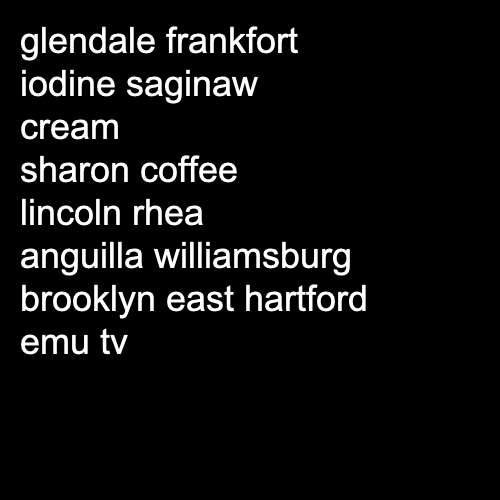 glendale frankfort
iodine saginaw
cream
sharon coffee
lincoln rhea
anguilla williamsburg
brooklyn east hartford
emu tv